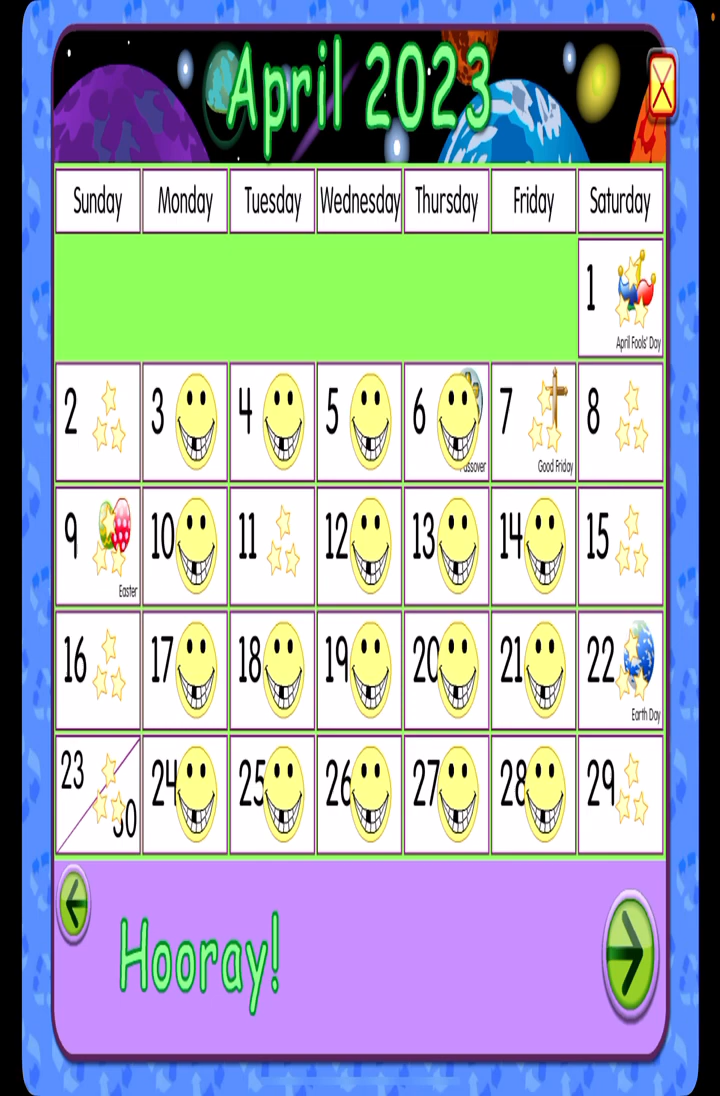 April 2023
Sunday Monday Tuesday Wednesday Thursday Friday Saturday
1
April Fools' Day
2 3 4 5 6 7 8
Good Friday
9 10 11 12 13 14 15
Easter
16 17 18 19 20 21 22
Earth Day
23 30 24 25 26 27 28 29
Hooray!